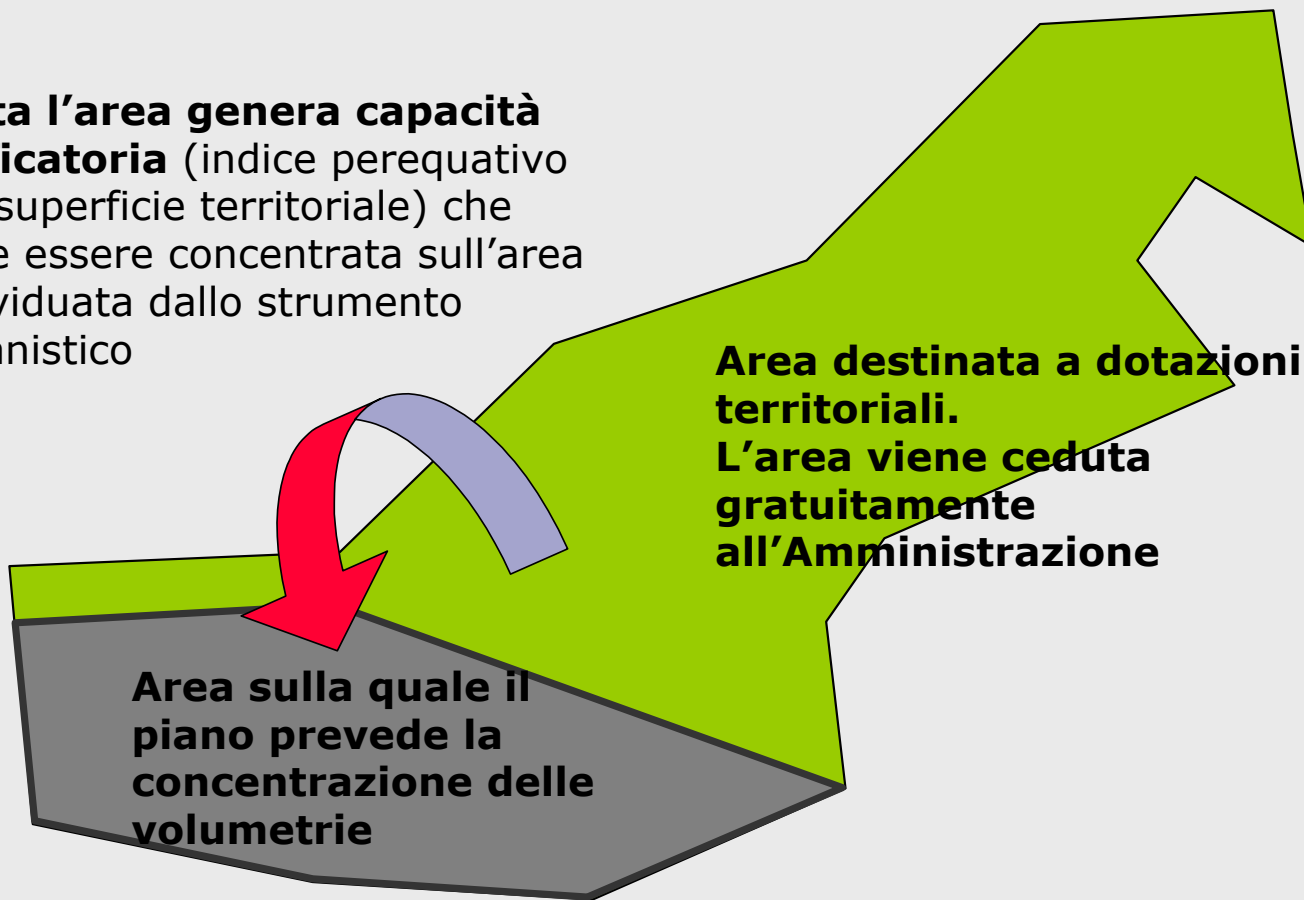 ta l’area genera capacità
icatoria (indice perequativo
superficie territoriale) che
e essere concentrata sull’area
viduata dallo strumento
anistico
Area destinata a dotazioni
territoriali.
L’area viene ceduta
gratuitamente
all’Amministrazione
Area sulla quale il
piano prevede la
concentrazione delle
volumetrie